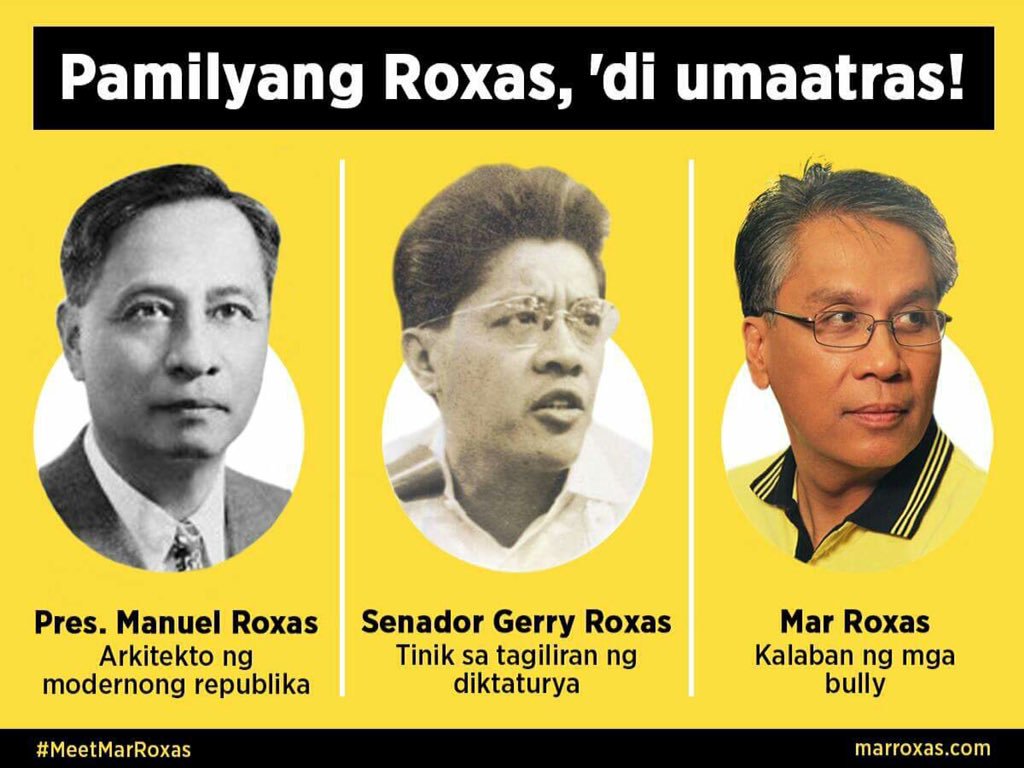 Pamilyang Roxas, 'di umaatras!
Pres. Manuel Roxas
Arkitekto ng
modernong republika
Senador Gerry Roxas
Tinik sa tagiliran ng
diktaturya
Mar Roxas
Kalaban ng mga
bully
#MeetMarRoxas
marroxas.com